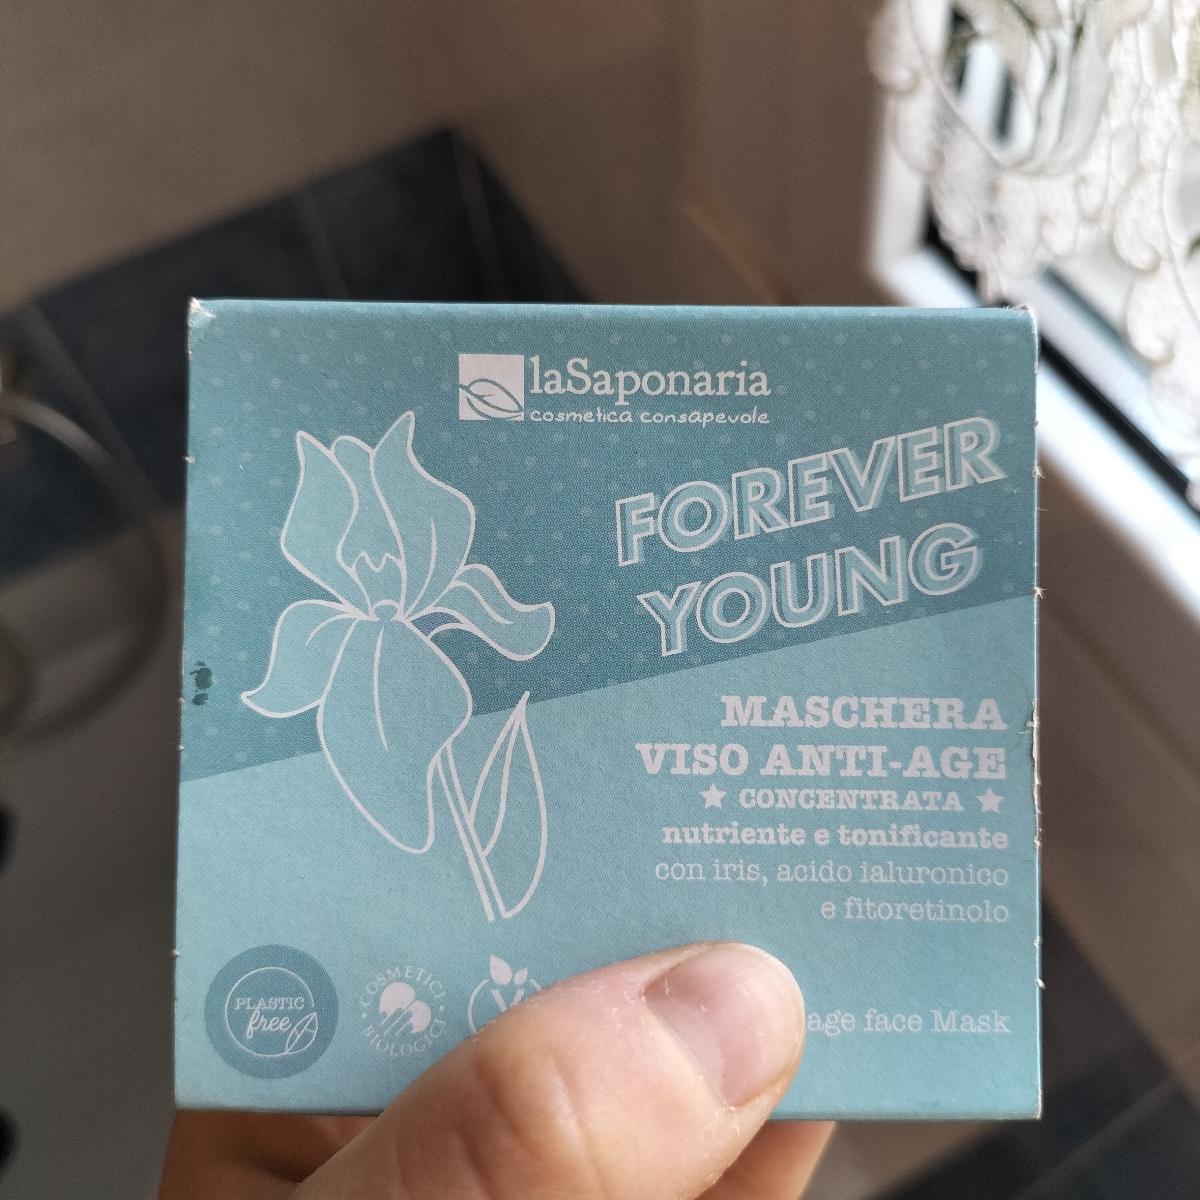 laSaponaria
cosmetica consapevole
FOREVER
YOUNG
MASCHERA
VISO ANTI-AGE
★ CONCENTRATA ★
nutriente e tonificante
con iris, acido ialuronico
e fitoretinolo
PLASTIC
free
COSMETICI
BIOLOGICI
V
age face Mask